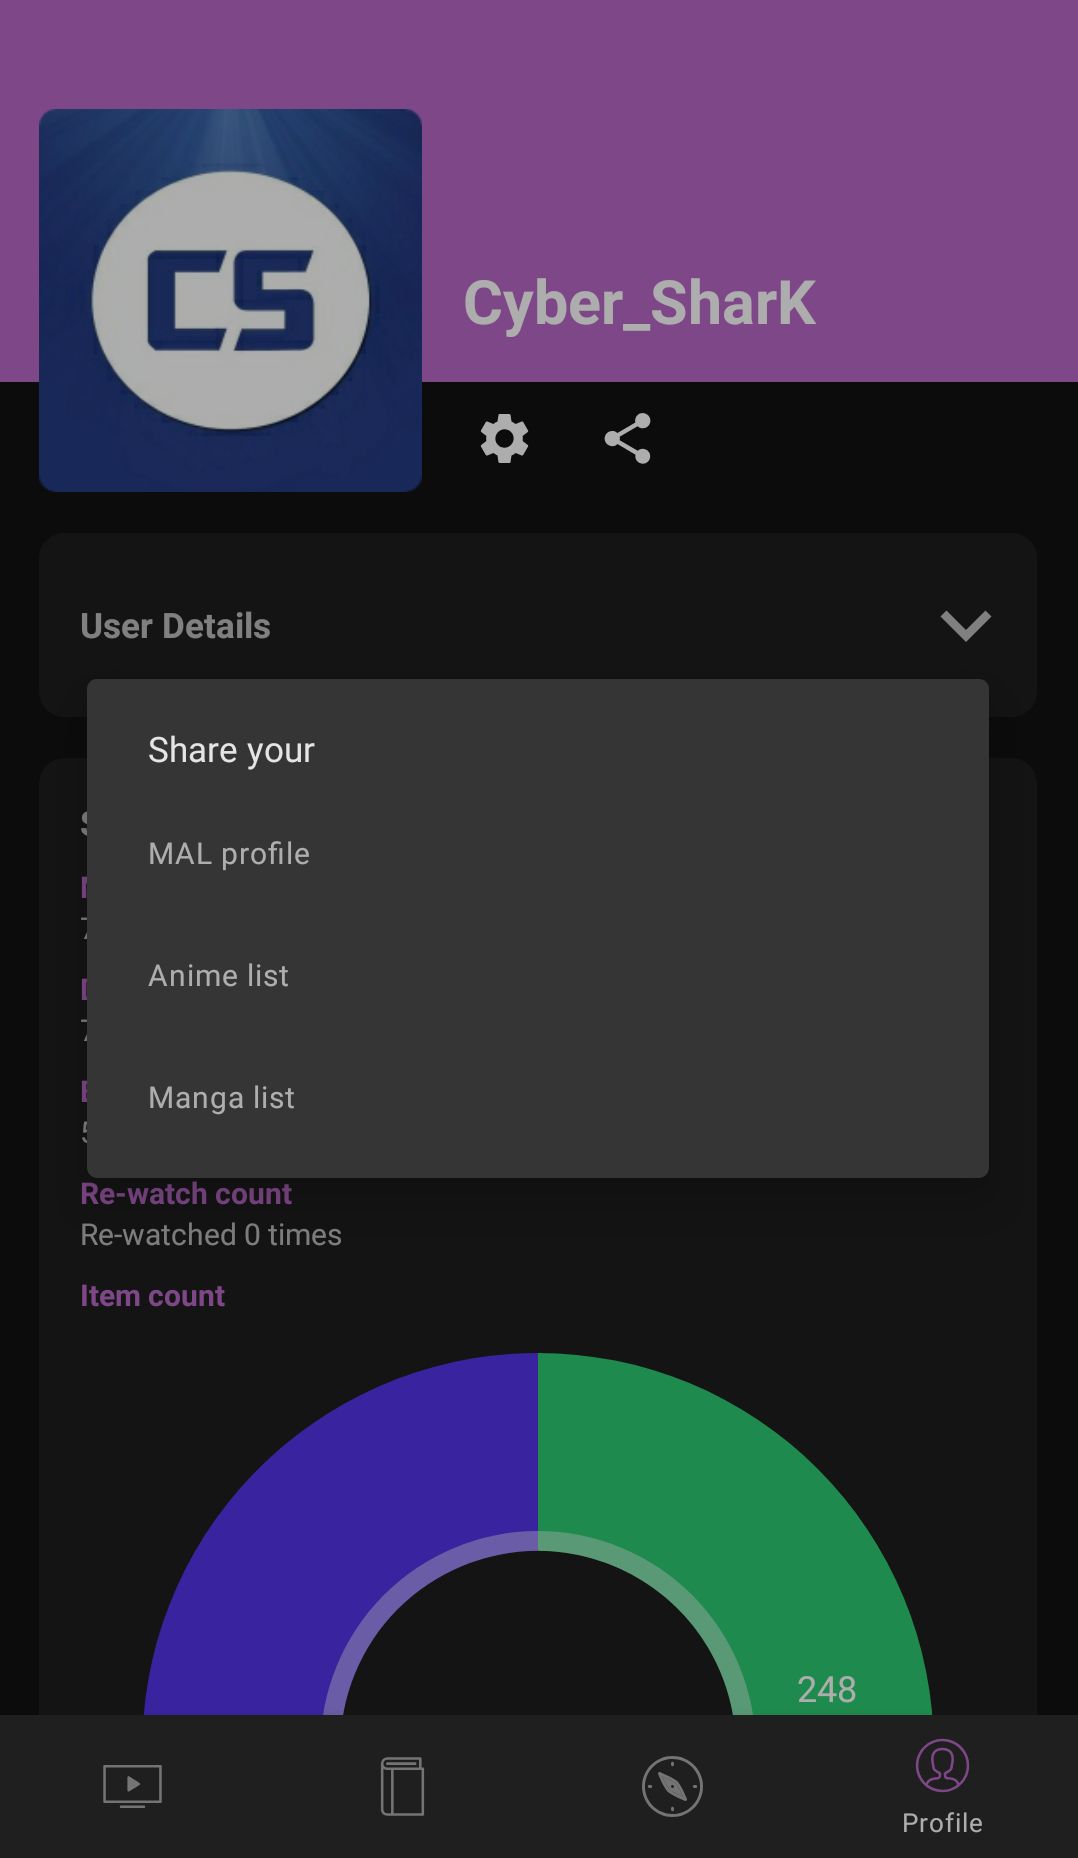 CS
Cyber_SharK
User Details
Share your
MAL profile
Anime list
Manga list
Re-watch count
Re-watched 0 times
Item count
248
Profile